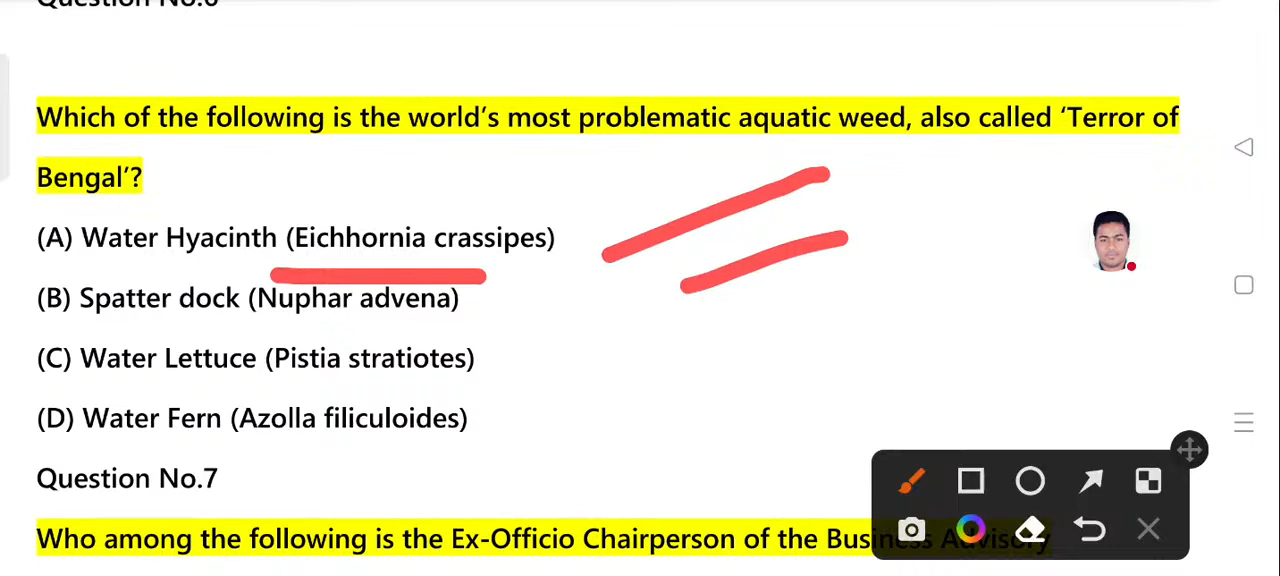 Question No.6
Which of the following is the world’s most problematic aquatic weed, also called ‘Terror of
Bengal’?
(A) Water Hyacinth (Eichhornia crassipes)
(B) Spatter dock (Nuphar advena)
(C) Water Lettuce (Pistia stratiotes)
(D) Water Fern (Azolla filiculoides)
Question No.7
Who among the following is the Ex-Officio Chairperson of the Business Advisory